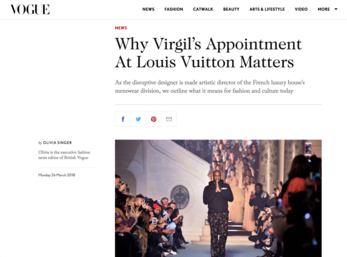 VOGUE NEWS FASHION CATWALK BEAUTY ARTS & LIFESTYLE VIDEO MORE
NEWS
Why Virgil's Appointment
At Louis Vuitton Matters
As the disruptive designer is made artistic director of the French luxury house's
menswear division, we outline what it means for fashion and culture today
by OLIVIA SINGER
Olivia is the executive fashion
news editor of British Vogue
Monday 26 March 2018